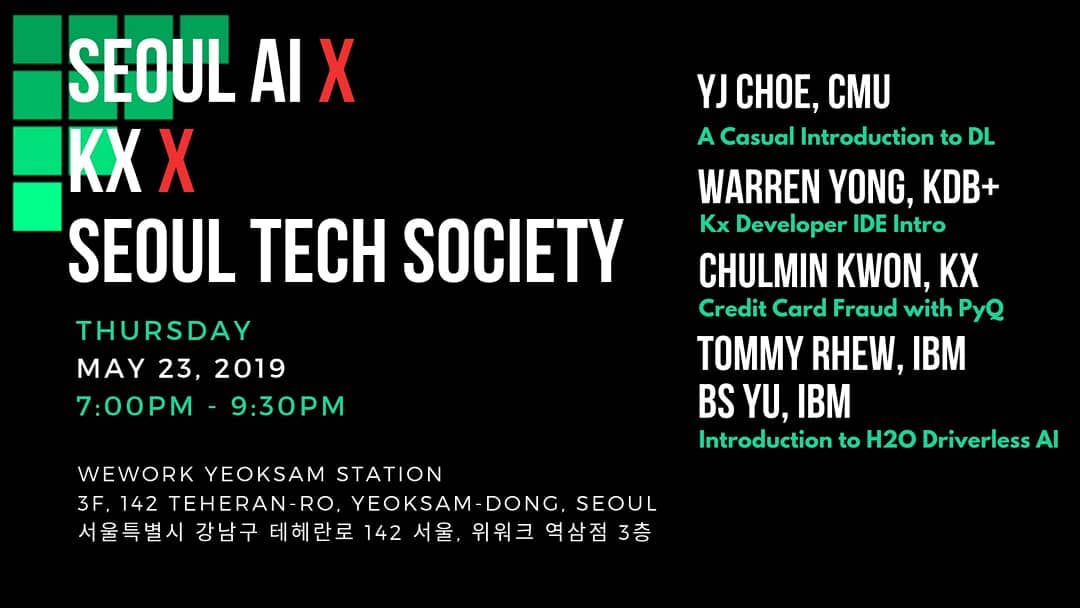 SEOUL AI X
KX X
SEOUL TECH SOCIETY
THURSDAY
MAY 23, 2019
7:00PM - 9:30PM
WEWORK YEOKSAM STATION
3F, 142 TEHERAN-RO, YEOKSAM-DONG, SEOUL
서울특별시 강남구 테헤란로 142 서울, 위워크 역삼점 3층
YJ CHOE, CMU
A Casual Introduction to DL
WARREN YONG, KDB+
Kx Developer IDE Intro
CHULMIN KWON, KX
Credit Card Fraud with PyQ
TOMMY RHEW, IBM
BS YU, IBM
Introduction to H2O Driverless AI